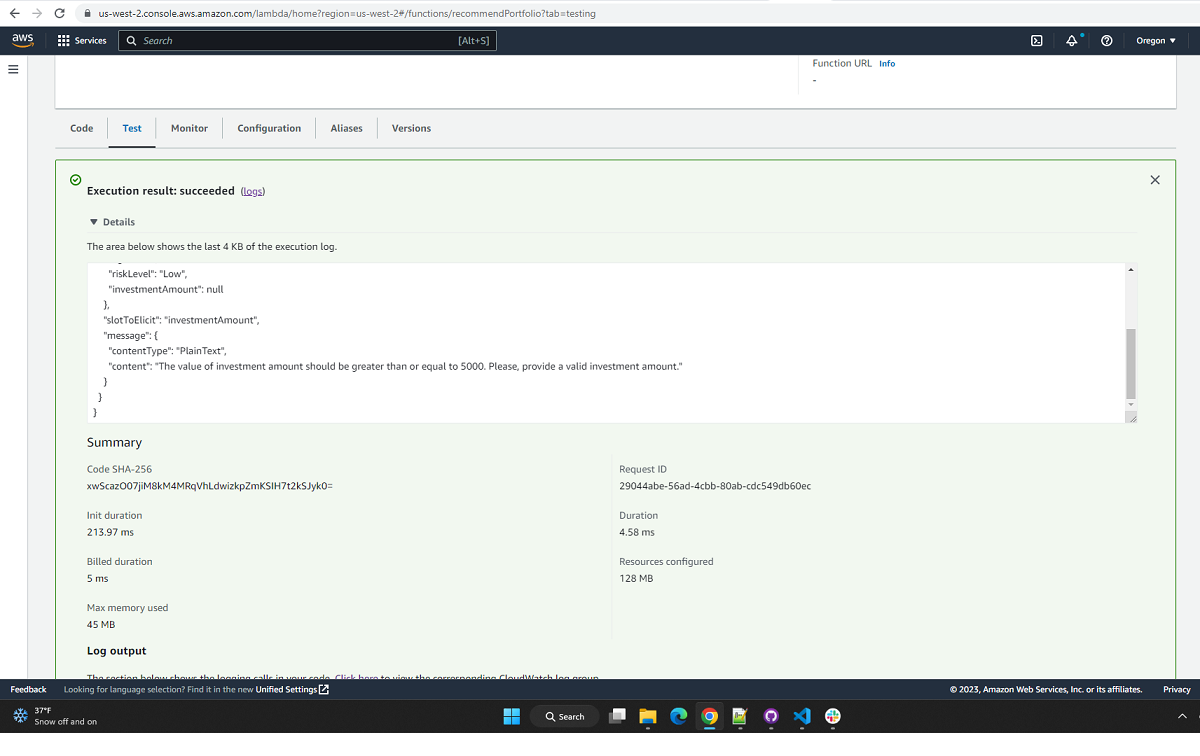 us-west-2.console.aws.amazon.com/lambda/home?region=us-west-2#/functions/recommendPortfolio?tab=testing
aws
Services
Search
[Alt+S]
Oregon
Function URL Info
-
Code
Test
Monitor
Configuration
Aliases
Versions
Execution result: succeeded (logs)
Details
The area below shows the last 4 KB of the execution log.
"riskLevel": "Low",
"investmentAmount": null
},
"slotToElicit": "investmentAmount",
"message": {
"contentType": "PlainText",
"content": "The value of investment amount should be greater than or equal to 5000. Please, provide a valid investment amount."
}
}
}
Summary
Code SHA-256
xwScazO07jiM8kM4MRqVhLdwizkpZmKSIH7t2kSJyk0=
Request ID
29044abe-56ad-4cbb-80ab-cdc549db60ec
Init duration
213.97 ms
Duration
4.58 ms
Billed duration
5 ms
Resources configured
128 MB
Max memory used
45 MB
Log output
The section below shows the logging calls in your code. Click here to view the corresponding CloudWatch log group.
Feedback
Looking for language selection? Find it in the new Unified Settings
© 2023, Amazon Web Services, Inc. or its affiliates.
Privacy
37°F
Snow off and on
Search